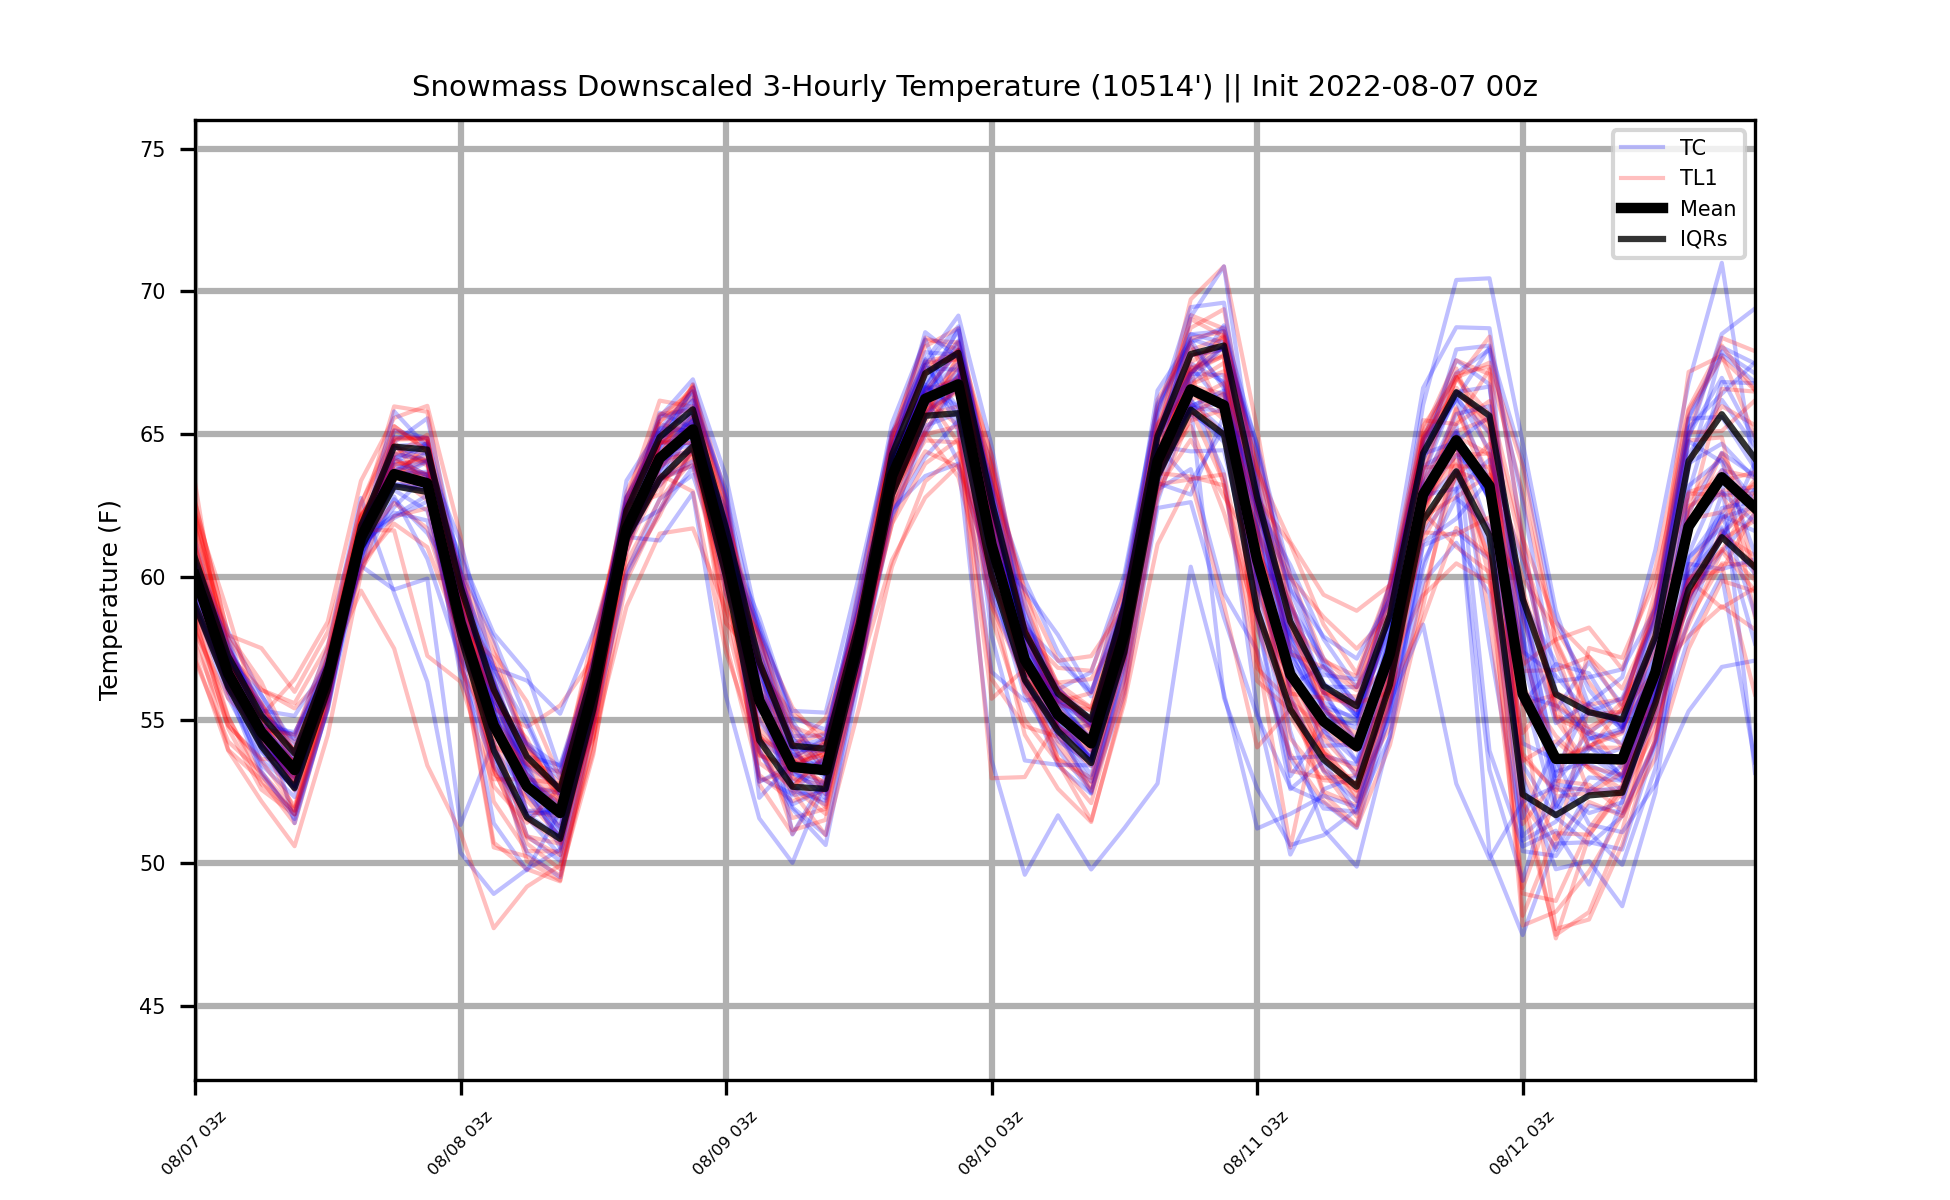 Snowmass Downscaled 3-Hourly Temperature (10514') || Init 2022-08-07 00z
TC
TL1
Mean
IQRs
Temperature (F)
75
70
65
60
55
50
45
08/07 03z
08/08 03z
08/09 03z
08/10 03z
08/11 03z
08/12 03z